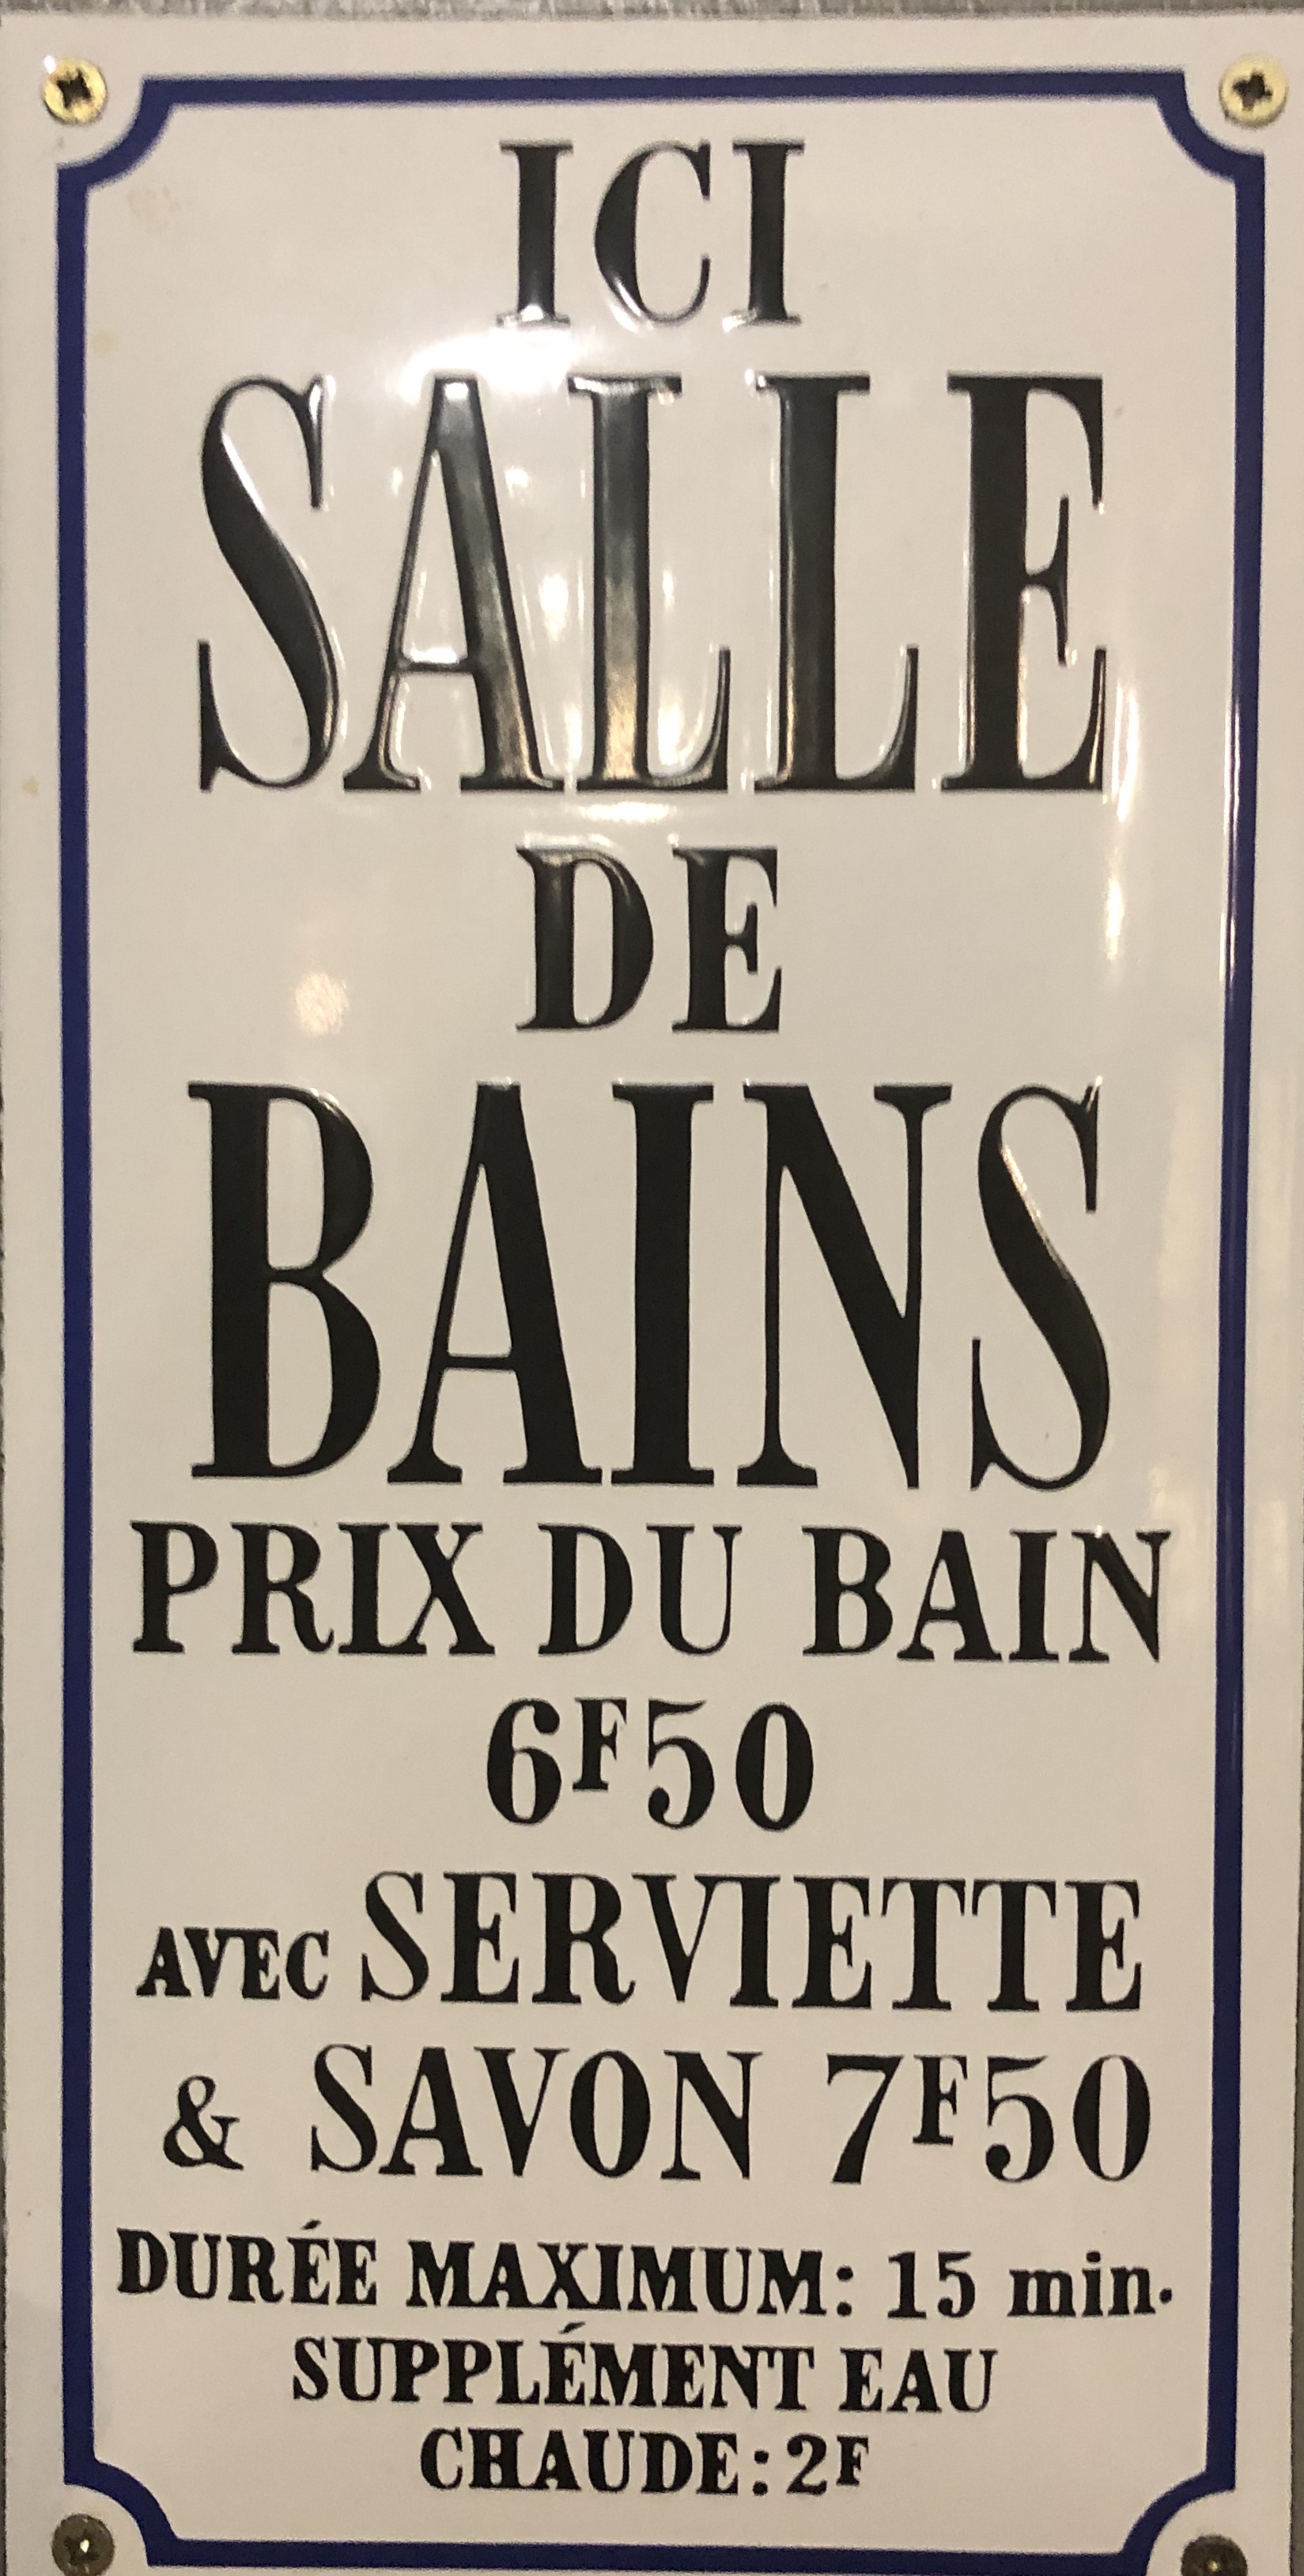 ICI
SALLE
DE
BAINS
PRIX DU BAIN
6F50
AVEC SERVIETTE
& SAVON 7F50
DURÉE MAXIMUM: 15 min.
SUPPLÉMENT EAU
CHAUDE: 2F